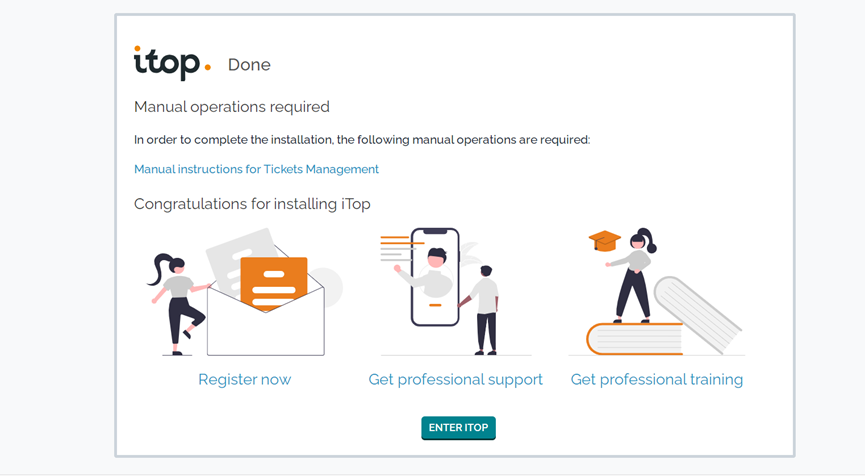 itop. Done
Manual operations required
In order to complete the installation, the following manual operations are required:
Manual instructions for Tickets Management
Congratulations for installing iTop
Register now
Get professional support
Get professional training
ENTER ITOP